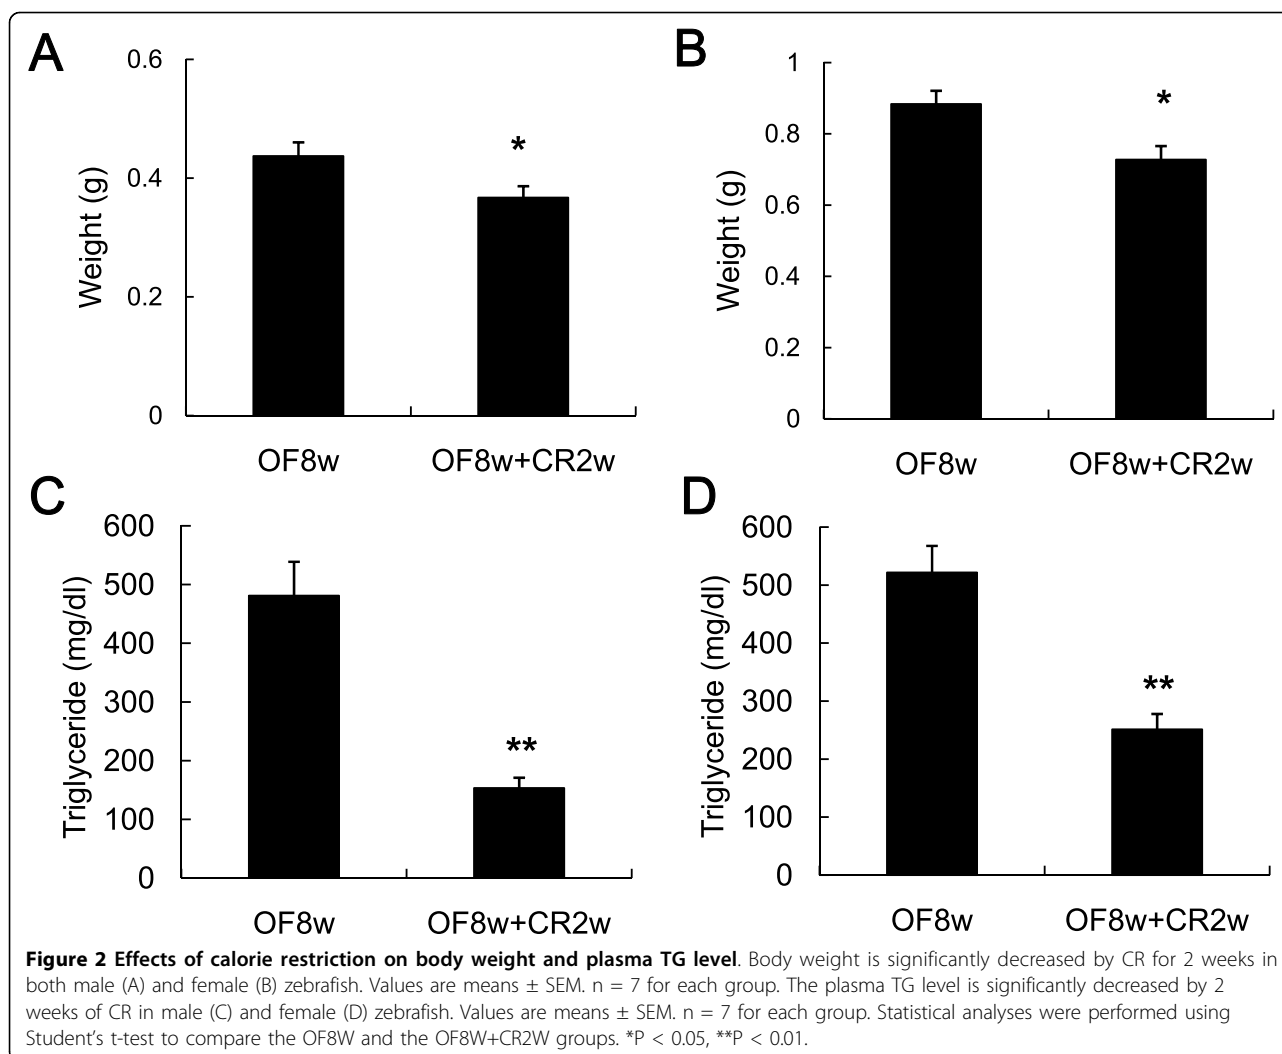 A
B
0.6
0.4
0.2
0
Weight (g)
*
OF8w
OF8w+CR2w
1
0.8
0.6
0.4
0.2
0
Weight (g)
*
OF8w
OF8w+CR2w
C
D
600
500
400
300
200
100
0
Triglyceride (mg/dl)
**
OF8w
OF8w+CR2w
600
500
400
300
200
100
0
Triglyceride (mg/dl)
**
OF8w
OF8w+CR2w
Figure 2 Effects of calorie restriction on body weight and plasma TG level. Body weight is significantly decreased by CR for 2 weeks in
both male (A) and female (B) zebrafish. Values are means ± SEM. n = 7 for each group. The plasma TG level is significantly decreased by 2
weeks of CR in male (C) and female (D) zebrafish. Values are means ± SEM. n = 7 for each group. Statistical analyses were performed using
Student's t-test to compare the OF8W and the OF8W+CR2W groups. *P < 0.05, **P < 0.01.